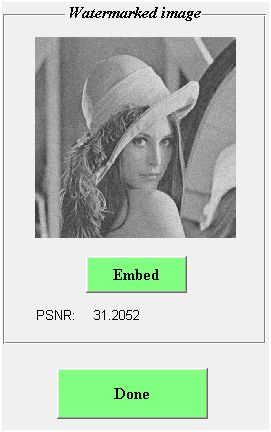 Watermarked image
Embed
PSNR: 31.2052
Done